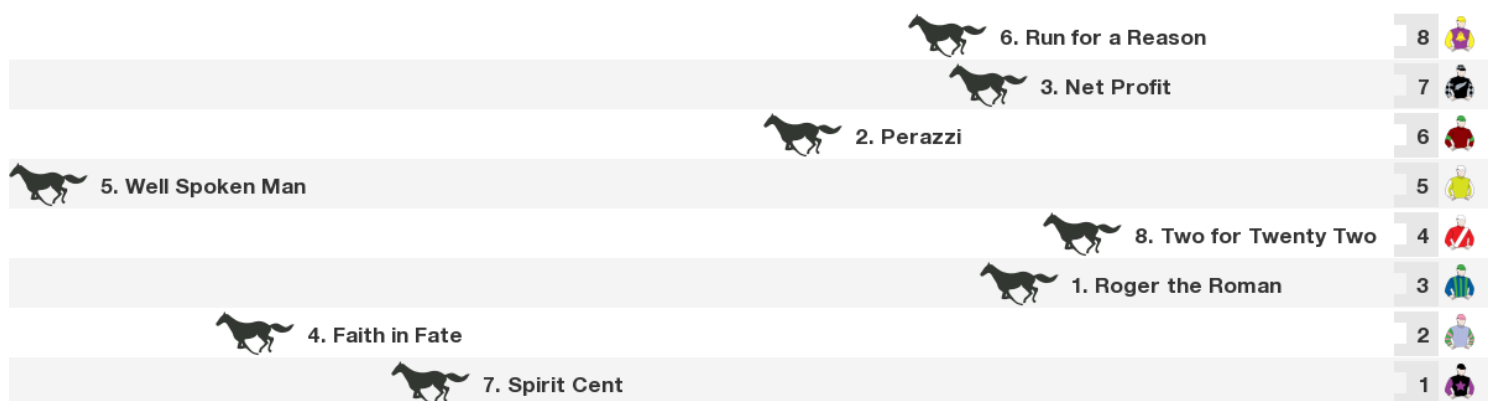 6. Run for a Reason 8
3. Net Profit 7
2. Perazzi 6
5. Well Spoken Man 5
8. Two for Twenty Two 4
1. Roger the Roman 3
4. Faith in Fate 2
7. Spirit Cent 1